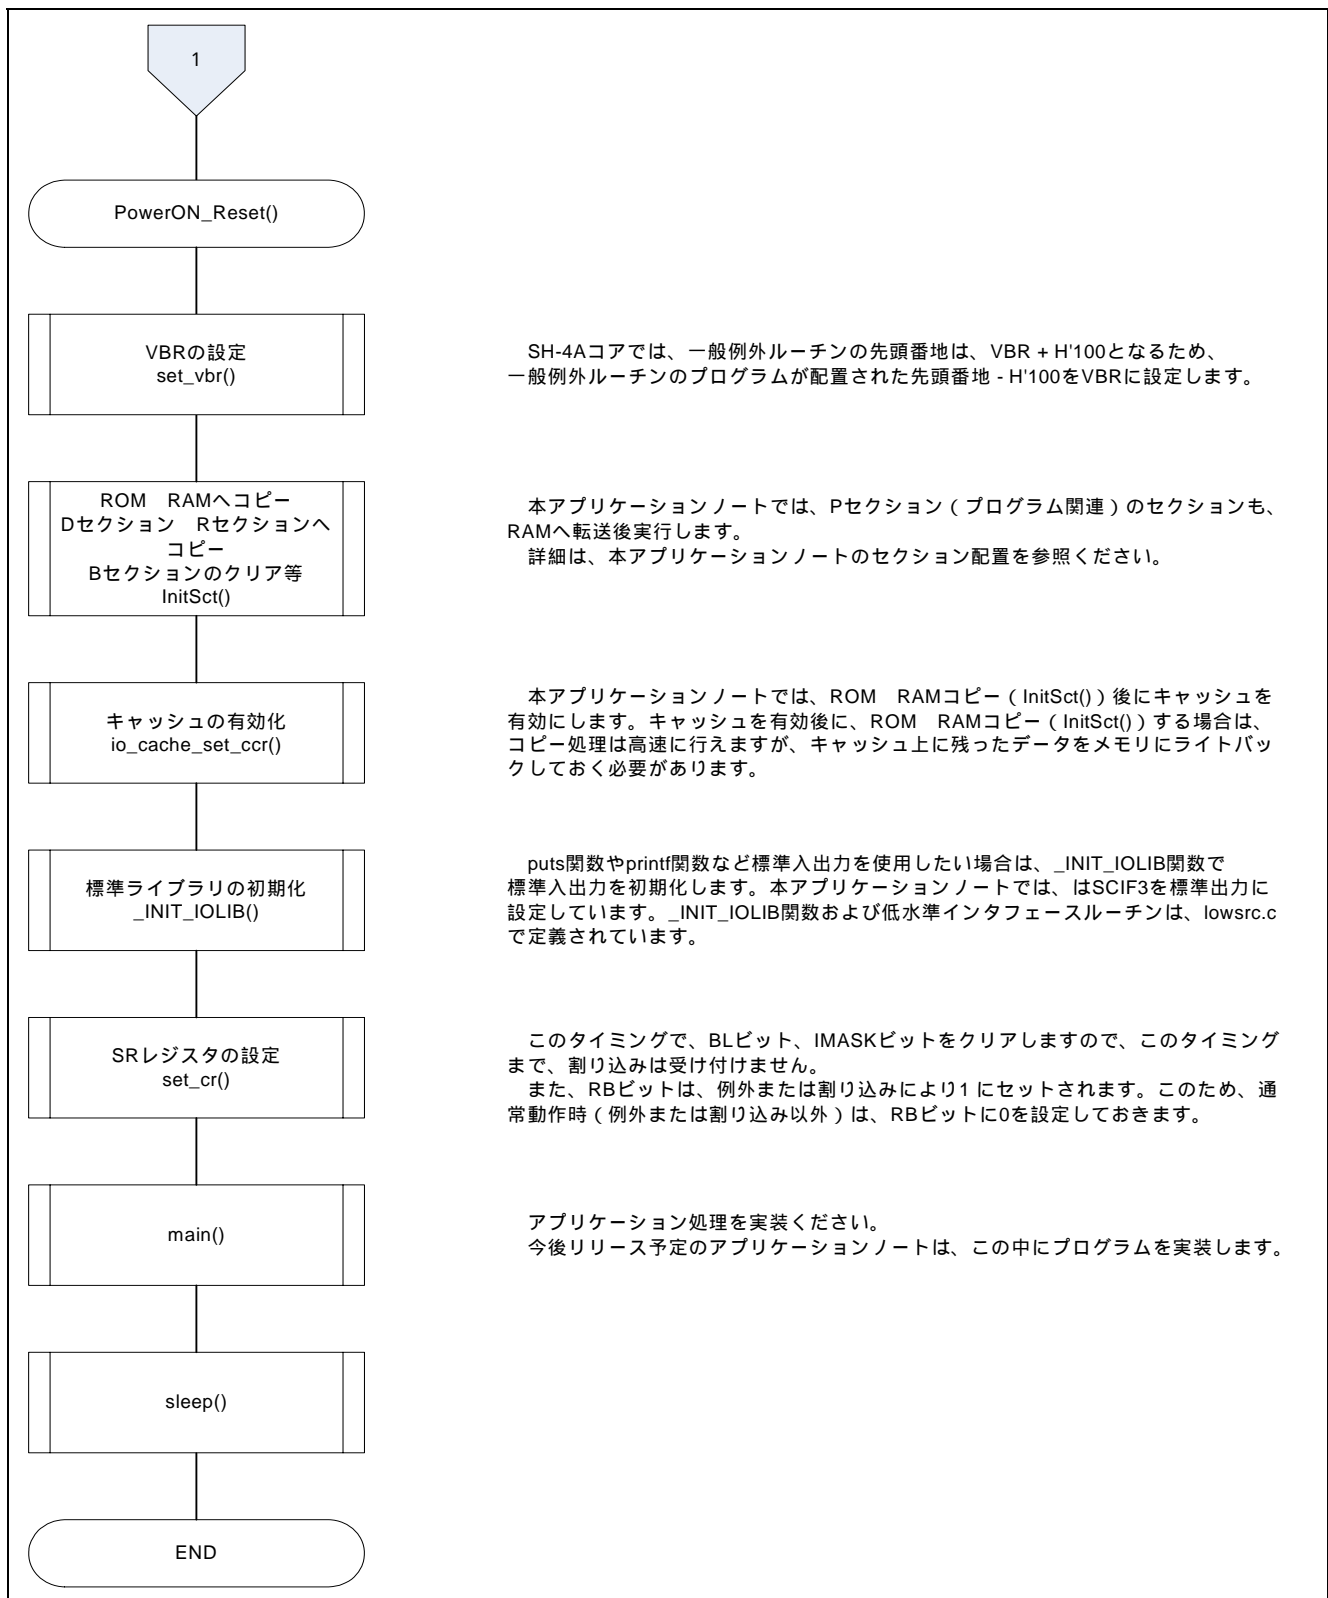 1
PowerON_Reset()
VBRの設定
set_vbr()
SH-4Aコアでは、一般例外ルーチンの先頭番地は、VBR + H'100となるため、
一般例外ルーチンのプログラムが配置された先頭番地 - H'100をVBRに設定します。
ROM　RAMへコピー
Dセクション　Rセクションへ
コピー
Bセクションのクリア等
InitSct()
本アプリケーションノートでは、Pセクション（プログラム関連）のセクションも、
RAMへ転送後実行します。
詳細は、本アプリケーションノートのセクション配置を参照ください。
キャッシュの有効化
io_cache_set_ccr()
本アプリケーションノートでは、ROM　RAMコピー（InitSct()）後にキャッシュを
有効にします。キャッシュを有効後に、ROM　RAMコピー（InitSct()）する場合は、
コピー処理は高速に行えますが、キャッシュ上に残ったデータをメモリにライトバッ
クしておく必要があります。
標準ライブラリの初期化
_INIT_IOLIB()
puts関数やprintf関数など標準入出力を使用したい場合は、_INIT_IOLIB関数で
標準入出力を初期化します。本アプリケーションノートでは、はSCIF3を標準出力に
設定しています。_INIT_IOLIB関数および低水準インタフェースルーチンは、lowsrc.c
で定義されています。
SRレジスタの設定
set_cr()
このタイミングで、BLビット、IMASKビットをクリアしますので、このタイミング
まで、割り込みは受け付けません。
また、RBビットは、例外または割り込みにより1 にセットされます。このため、通
常動作時（例外または割り込み以外）は、RBビットに0を設定しておきます。
main()
アプリケーション処理を実装ください。
今後リリース予定のアプリケーションノートは、この中にプログラムを実装します。
sleep()
END